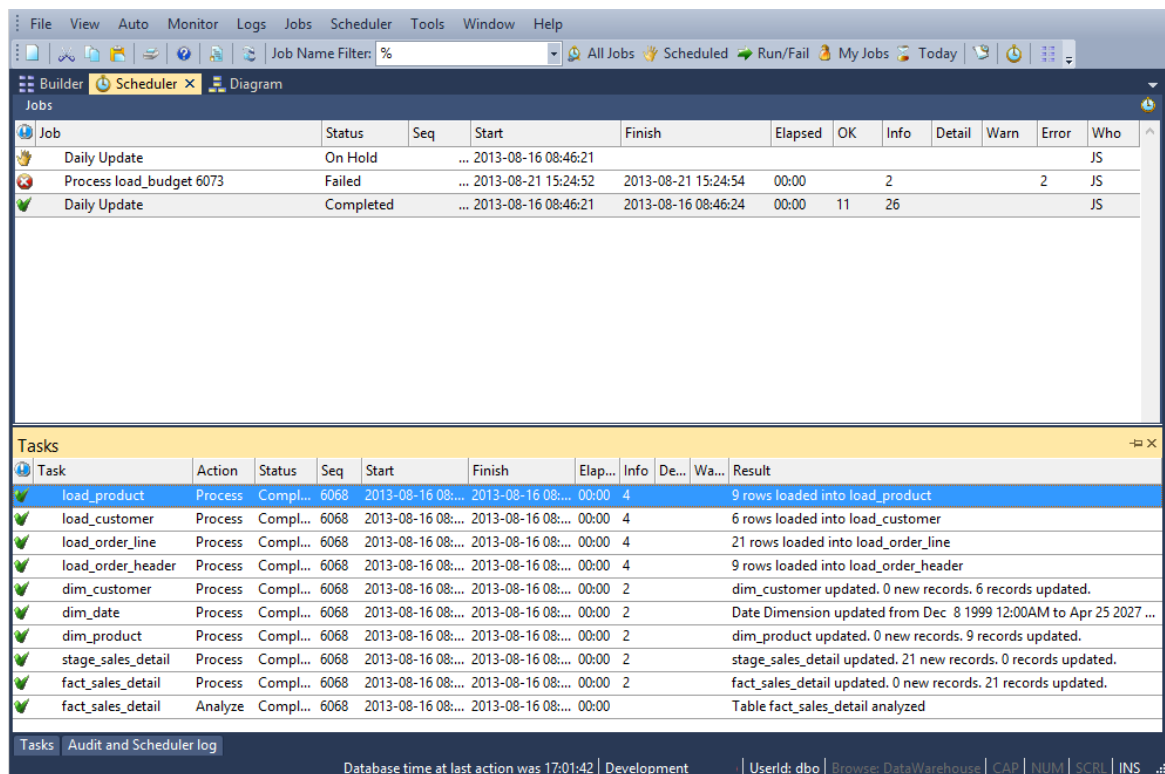 File View Auto Monitor Logs Jobs Scheduler Tools Window Help
Job Name Filter: % All Jobs Scheduled Run/Fail My Jobs Today
Builder Scheduler X Diagram
Jobs
Job Status Seq Start Finish Elapsed OK Info Detail Warn Error Who
Daily Update On Hold ... 2013-08-16 08:46:21 JS
Process load_budget 6073 Failed ... 2013-08-21 15:24:52 2013-08-21 15:24:54 00:00 2 2 JS
Daily Update Completed ... 2013-08-16 08:46:21 2013-08-16 08:46:24 00:00 11 26 JS
Tasks
Task Action Status Seq Start Finish Elap... Info De... Wa... Result
load_product Process Compl... 6068 2013-08-16 08:... 2013-08-16 08:... 00:00 4 9 rows loaded into load_product
load_customer Process Compl... 6068 2013-08-16 08:... 2013-08-16 08:... 00:00 4 6 rows loaded into load_customer
load_order_line Process Compl... 6068 2013-08-16 08:... 2013-08-16 08:... 00:00 4 21 rows loaded into load_order_line
load_order_header Process Compl... 6068 2013-08-16 08:... 2013-08-16 08:... 00:00 4 9 rows loaded into load_order_header
dim_customer Process Compl... 6068 2013-08-16 08:... 2013-08-16 08:... 00:00 2 dim_customer updated. 0 new records. 6 records updated.
dim_date Process Compl... 6068 2013-08-16 08:... 2013-08-16 08:... 00:00 2 Date Dimension updated from Dec 8 1999 12:00AM to Apr 25 2027 ...
dim_product Process Compl... 6068 2013-08-16 08:... 2013-08-16 08:... 00:00 2 dim_product updated. 0 new records. 9 records updated.
stage_sales_detail Process Compl... 6068 2013-08-16 08:... 2013-08-16 08:... 00:00 2 stage_sales_detail updated. 21 new records. 0 records updated.
fact_sales_detail Process Compl... 6068 2013-08-16 08:... 2013-08-16 08:... 00:00 2 fact_sales_detail updated. 0 new records. 21 records updated.
fact_sales_detail Analyze Compl... 6068 2013-08-16 08:... 2013-08-16 08:... 00:00 Table fact_sales_detail analyzed
Tasks Audit and Scheduler log
Database time at last action was 17:01:42 Development UserId: dbo Browse: DataWarehouse CAP NUM SCRL INS